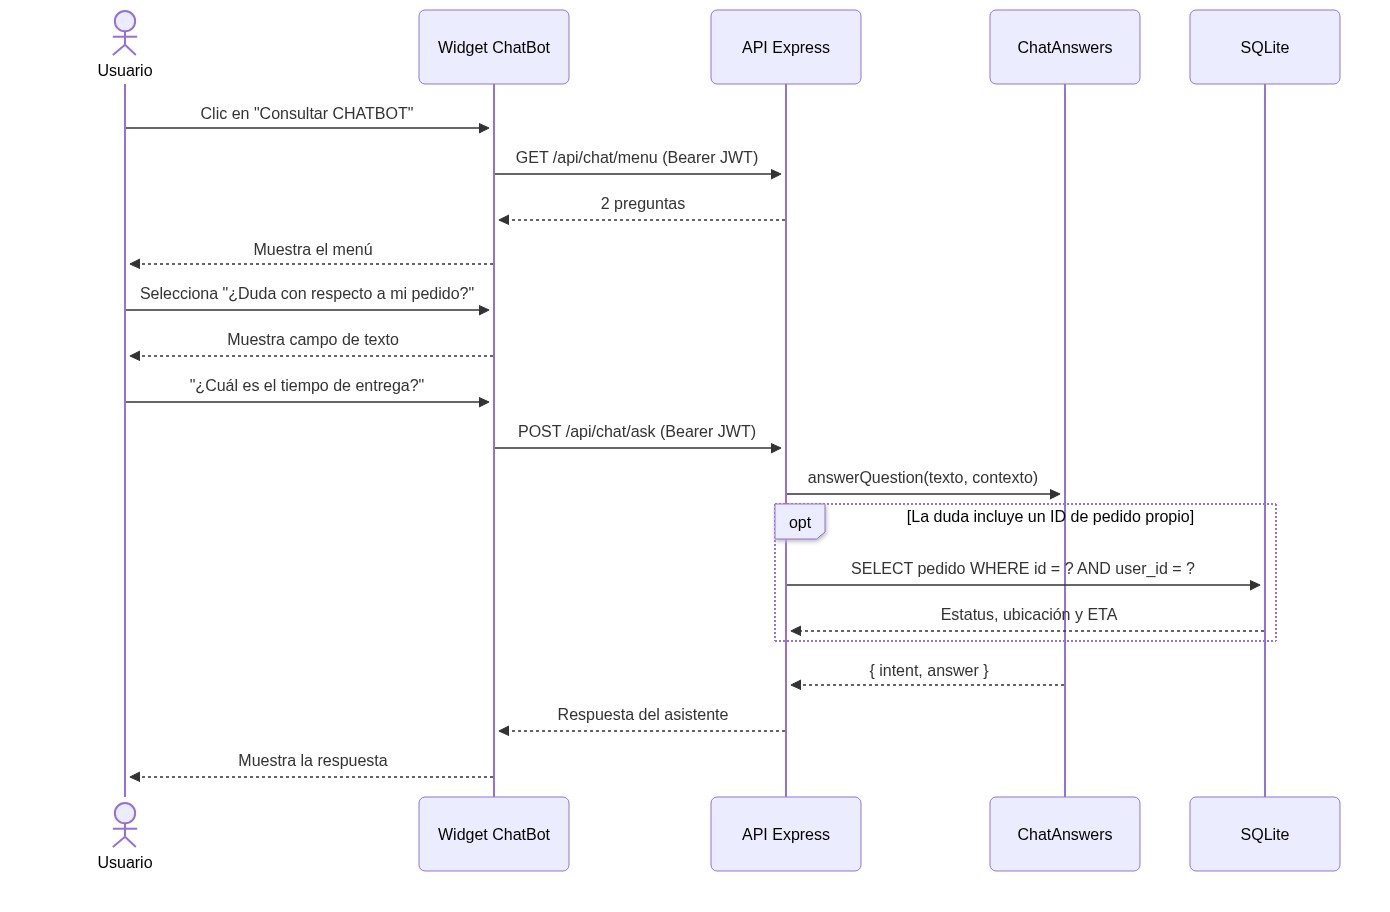 Usuario
Widget ChatBot
API Express
ChatAnswers
SQLite
Clic en "Consultar CHATBOT"
GET /api/chat/menu (Bearer JWT)
2 preguntas
Muestra el menú
Selecciona "¿Duda con respecto a mi pedido?"
Muestra campo de texto
"¿Cuál es el tiempo de entrega?"
POST /api/chat/ask (Bearer JWT)
answerQuestion(texto, contexto)
opt
[La duda incluye un ID de pedido propio]
SELECT pedido WHERE id = ? AND user_id = ?
Estatus, ubicación y ETA
{ intent, answer }
Respuesta del asistente
Muestra la respuesta
Usuario
Widget ChatBot
API Express
ChatAnswers
SQLite